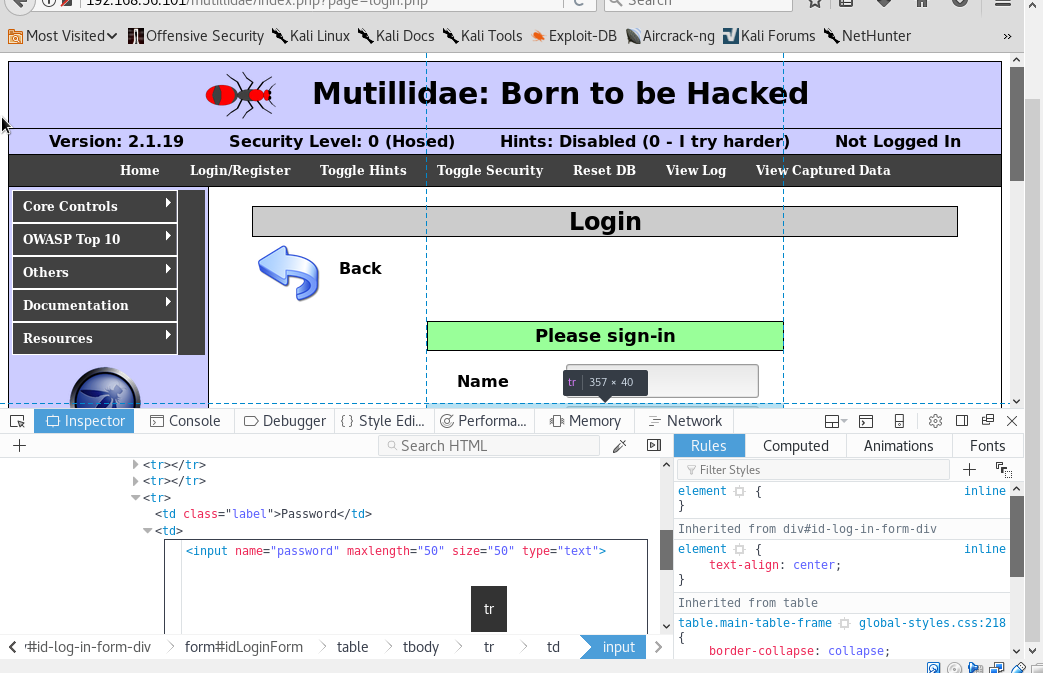 192.168.56.101/mutillidae/index.php?page=login.php
Search
Most Visited
Offensive Security
Kali Linux
Kali Docs
Kali Tools
Exploit-DB
Aircrack-ng
Kali Forums
NetHunter
»
Mutillidae: Born to be Hacked
Version: 2.1.19
Security Level: 0 (Hosed)
Hints: Disabled (0 - I try harder)
Not Logged In
Home
Login/Register
Toggle Hints
Toggle Security
Reset DB
View Log
View Captured Data
Core Controls
OWASP Top 10
Others
Documentation
Resources
Login
Back
Please sign-in
Name
tr 357 × 40
Inspector
Console
Debugger
{ } Style Edi...
Performa...
Memory
Network
Search HTML
Rules
Computed
Animations
Fonts
Filter Styles
<tr></tr>
<tr></tr>
<tr>
<td class="label">Password</td>
<td>
<input name="password" maxlength="50" size="50" type="text">
tr
element { inline
}
Inherited from div#id-log-in-form-div
element { inline
text-align: center;
}
Inherited from table
table.main-table-frame global-styles.css:218
{
border-collapse: collapse;
#id-log-in-form-div
form#idLoginForm
table
tbody
tr
td
input